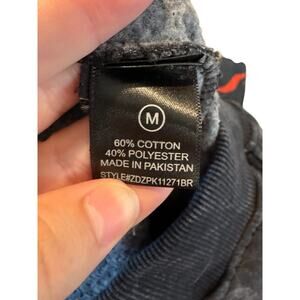 M
60% COTTON
40% POLYESTER
MADE IN PAKISTAN
STYLE#ZDZPK11271BR